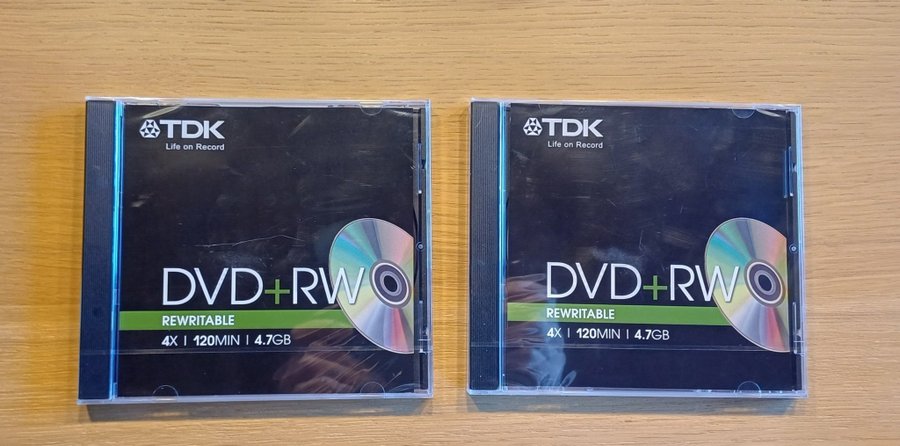 TDK
Life on Record
DVD+RW
REWRITABLE
4X | 120MIN | 4.7GB
TDK
Life on Record
DVD+RW
REWRITABLE
4X | 120MIN | 4.7GB